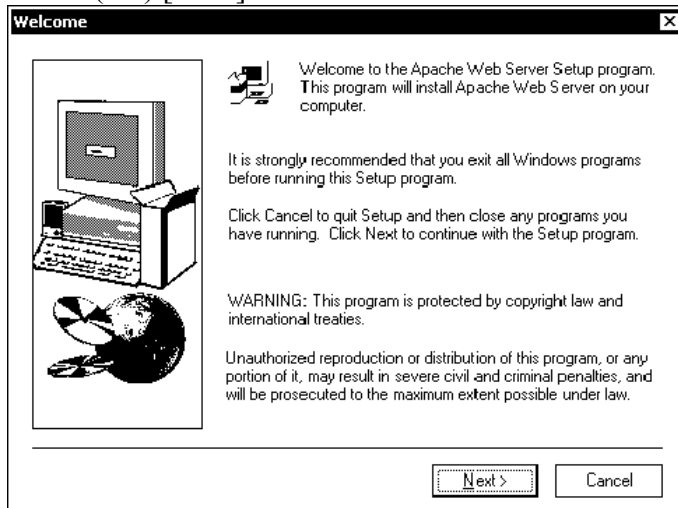 Welcome
Welcome to the Apache Web Server Setup program.
This program will install Apache Web Server on your
computer.
It is strongly recommended that you exit all Windows programs
before running this Setup program.
Click Cancel to quit Setup and then close any programs you
have running. Click Next to continue with the Setup program.
WARNING: This program is protected by copyright law and
international treaties.
Unauthorized reproduction or distribution of this program, or any
portion of it, may result in severe civil and criminal penalties, and
will be prosecuted to the maximum extent possible under law.
Next >
Cancel